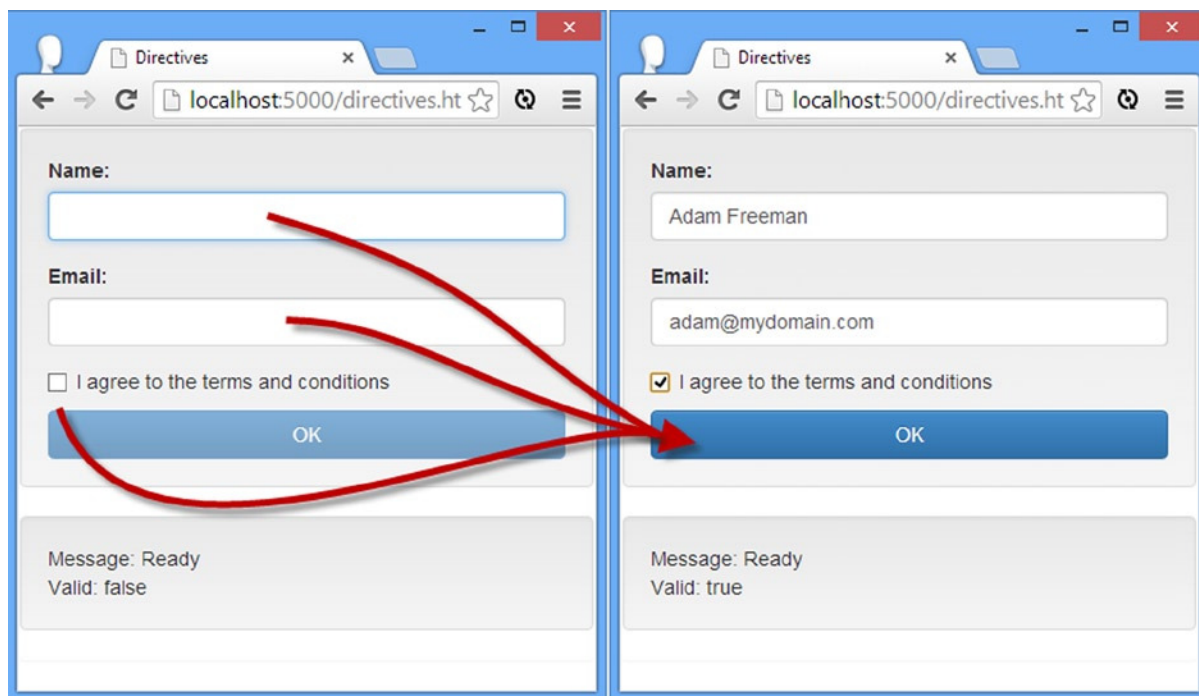 Directives
localhost:5000/directives.ht
Name:
Email:
I agree to the terms and conditions
OK
Message: Ready
Valid: false
Directives
localhost:5000/directives.ht
Name:
Adam Freeman
Email:
adam@mydomain.com
I agree to the terms and conditions
OK
Message: Ready
Valid: true